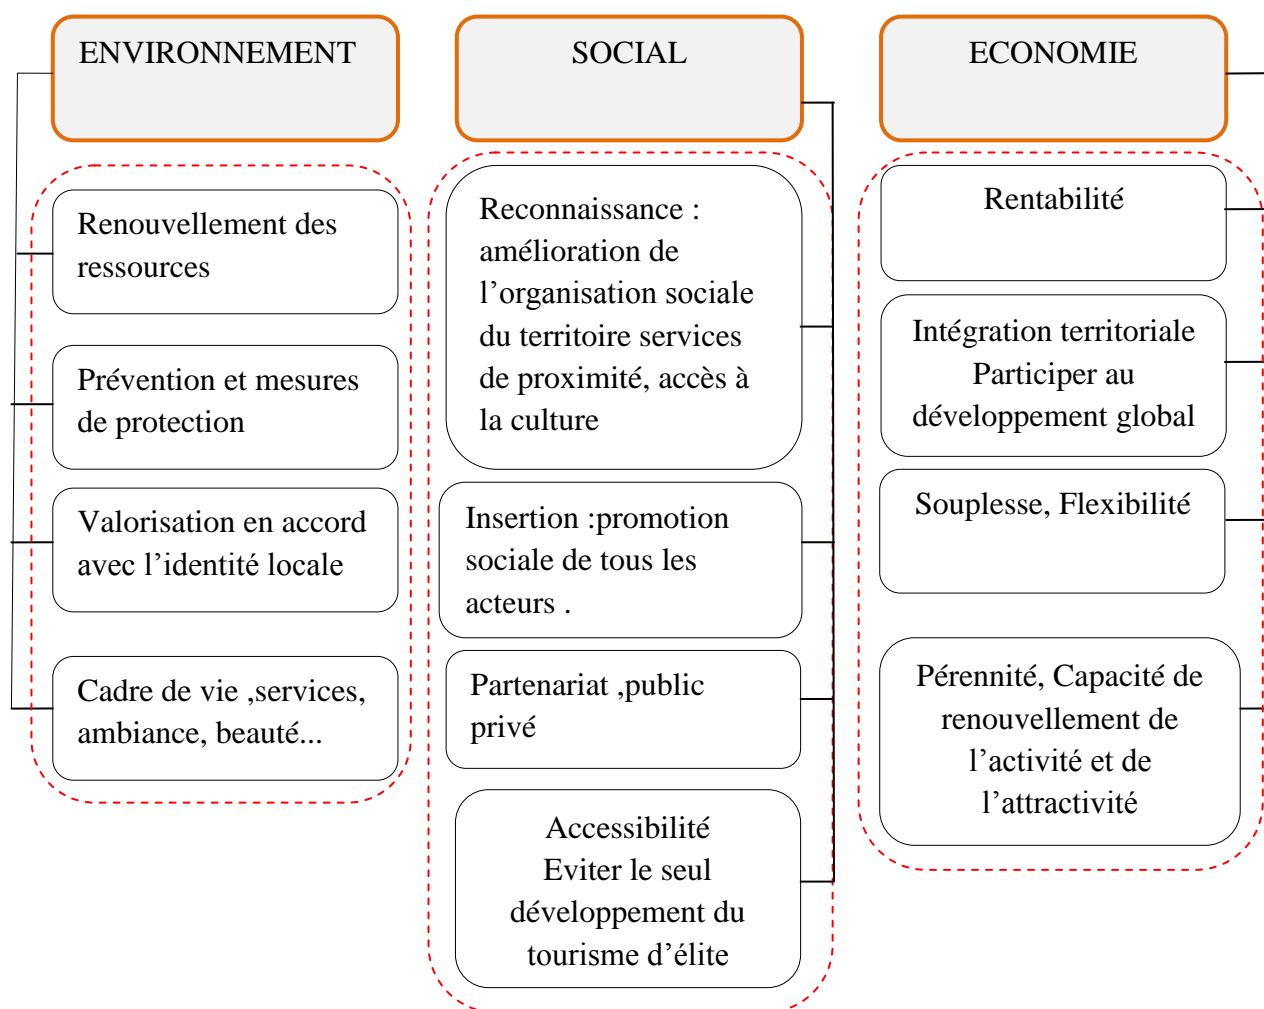 ENVIRONNEMENT
Renouvellement des
ressources
Prévention et mesures
de protection
Valorisation en accord
avec l’identité locale
Cadre de vie ,services,
ambiance, beauté...
SOCIAL
Reconnaissance :
amélioration de
l’organisation sociale
du territoire services
de proximité, accès à
la culture
Insertion :promotion
sociale de tous les
acteurs .
Partenariat ,public
privé
Accessibilité
Eviter le seul
développement du
tourisme d’élite
ECONOMIE
Rentabilité
Intégration territoriale
Participer au
développement global
Souplesse, Flexibilité
Pérennité, Capacité de
renouvellement de
l’activité et de
l’attractivité